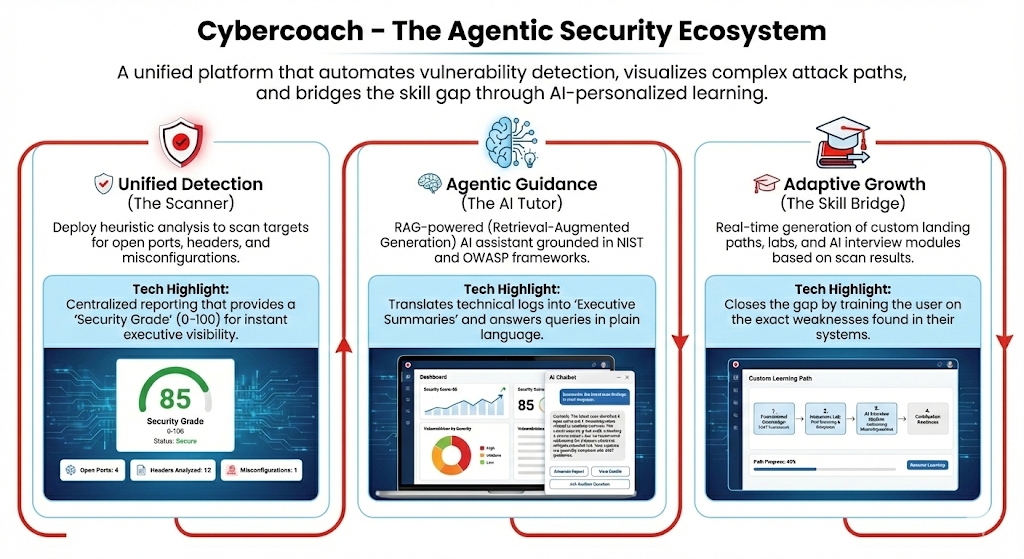 Cybercoach – The Agentic Security Ecosystem
A unified platform that automates vulnerability detection, visualizes complex attack paths,
and bridges the skill gap through AI-personalized learning.
Unified Detection
(The Scanner)
Deploy heuristic analysis to scan targets
for open ports, headers, and
misconfigurations.
Tech Highlight:
Centralized reporting that provides a
‘Security Grade’ (0-100) for instant
executive visibility.
85
Security Grade
0-106
Status: Secure
Open Ports: 4
Headers Analyzed: 12
Misconfigurations: 1
Agentic Guidance
(The AI Tutor)
RAG-powered (Retrieval-Augmented
Generation) AI assistant grounded in NIST
and OWASP frameworks.
Tech Highlight:
Translates technical logs into ‘Executive
Summaries’ and onswers queries in plain
language.
Dashboard
85
AI Chatbot
Adaptive Growth
(The Skill Bridge)
Real-time generation of custom landing
paths, labs, and AI interview modules
based on scan results.
Tech Highlight:
Closes the gap by training the user on
the exact weaknesses found in their
systems.
Custom Learning Path
1.
2.
3.
4.
Path Progress: 40%
Resume Learning